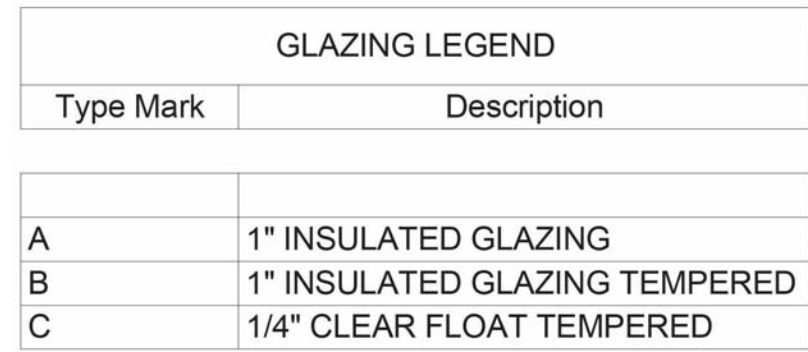 GLAZING LEGEND
Type Mark Description
A 1" INSULATED GLAZING
B 1" INSULATED GLAZING TEMPERED
C 1/4" CLEAR FLOAT TEMPERED